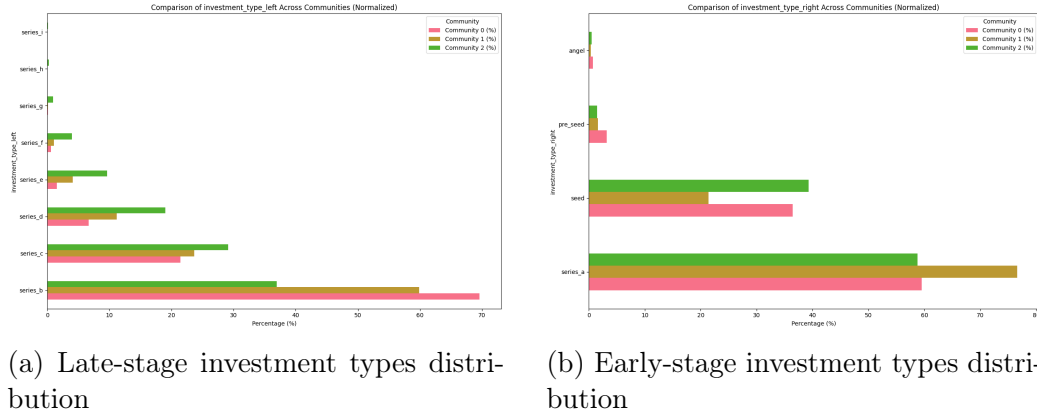 Comparison of investment_type_left Across Communities (Normalized)
Community
Community 0 (%)
Community 1 (%)
Community 2 (%)
series_i
series_h
series_g
series_f
series_e
series_d
series_c
series_b
investment_type_left
0 10 20 30 40 50 60 70
Percentage (%)
(a) Late-stage investment types distri-
bution
Comparison of investment_type_right Across Communities (Normalized)
Community
Community 0 (%)
Community 1 (%)
Community 2 (%)
angel
pre_seed
seed
series_a
investment_type_right
0 10 20 30 40 50 60 70 80
Percentage (%)
(b) Early-stage investment types distri-
bution